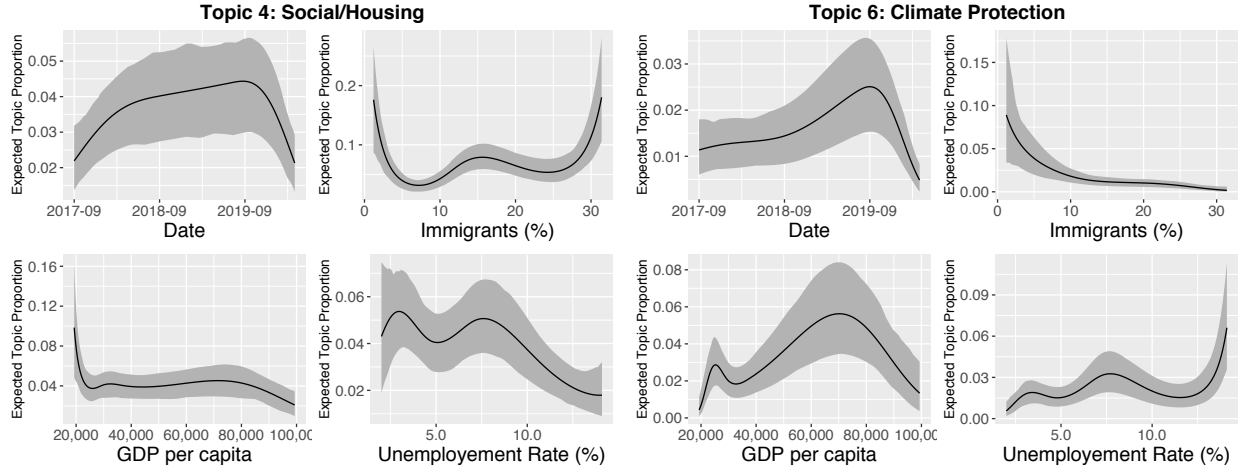 Topic 4: Social/Housing
Topic 6: Climate Protection
Expected Topic Proportion
0.05
0.04
0.03
0.02
2017-09 2018-09 2019-09
Date
Expected Topic Proportion
0.2
0.1
0 10 20 30
Immigrants (%)
Expected Topic Proportion
0.03
0.02
0.01
2017-09 2018-09 2019-09
Date
Expected Topic Proportion
0.15
0.10
0.05
0.00
0 10 20 30
Immigrants (%)
Expected Topic Proportion
0.16
0.12
0.08
0.04
20,000 40,000 60,000 80,000 100,0
GDP per capita
Expected Topic Proportion
0.06
0.04
0.02
5.0 10.0
Unemployement Rate (%)
Expected Topic Proportion
0.08
0.06
0.04
0.02
0.00
20,000 40,000 60,000 80,000 100,0
GDP per capita
Expected Topic Proportion
0.09
0.06
0.03
0.00
5.0 10.0
Unemployement Rate (%)